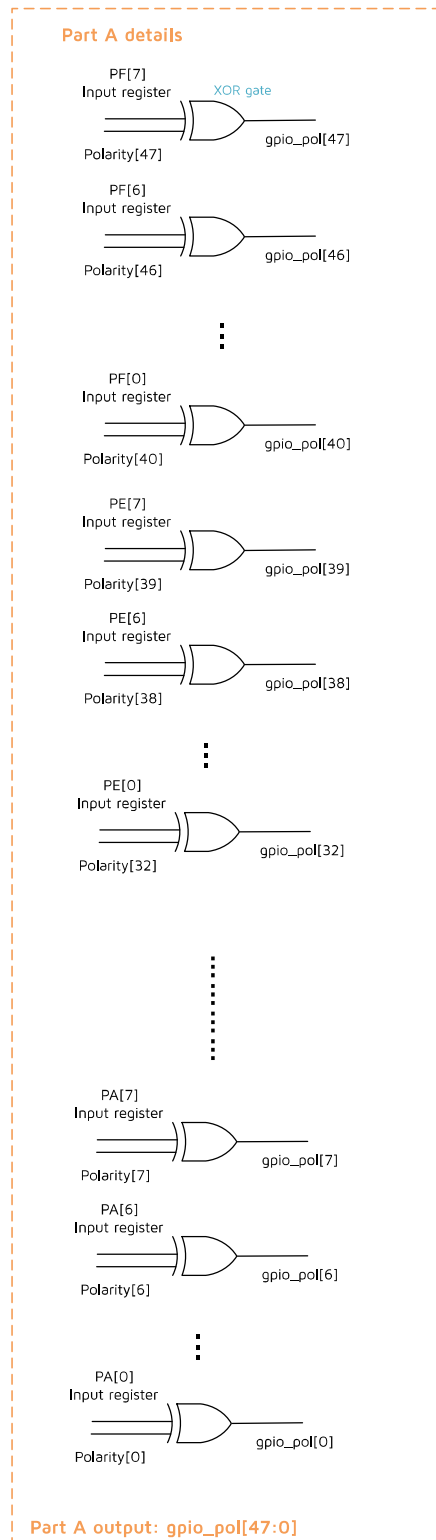 Part A details
PF[7]
Input register
XOR gate
Polarity[47]
gpio_pol[47]
PF[6]
Input register
Polarity[46]
gpio_pol[46]
PF[0]
Input register
Polarity[40]
gpio_pol[40]
PE[7]
Input register
Polarity[39]
gpio_pol[39]
PE[6]
Input register
Polarity[38]
gpio_pol[38]
PE[0]
Input register
Polarity[32]
gpio_pol[32]
PA[7]
Input register
Polarity[7]
gpio_pol[7]
PA[6]
Input register
Polarity[6]
gpio_pol[6]
PA[0]
Input register
Polarity[0]
gpio_pol[0]
Part A output: gpio_pol[47:0]